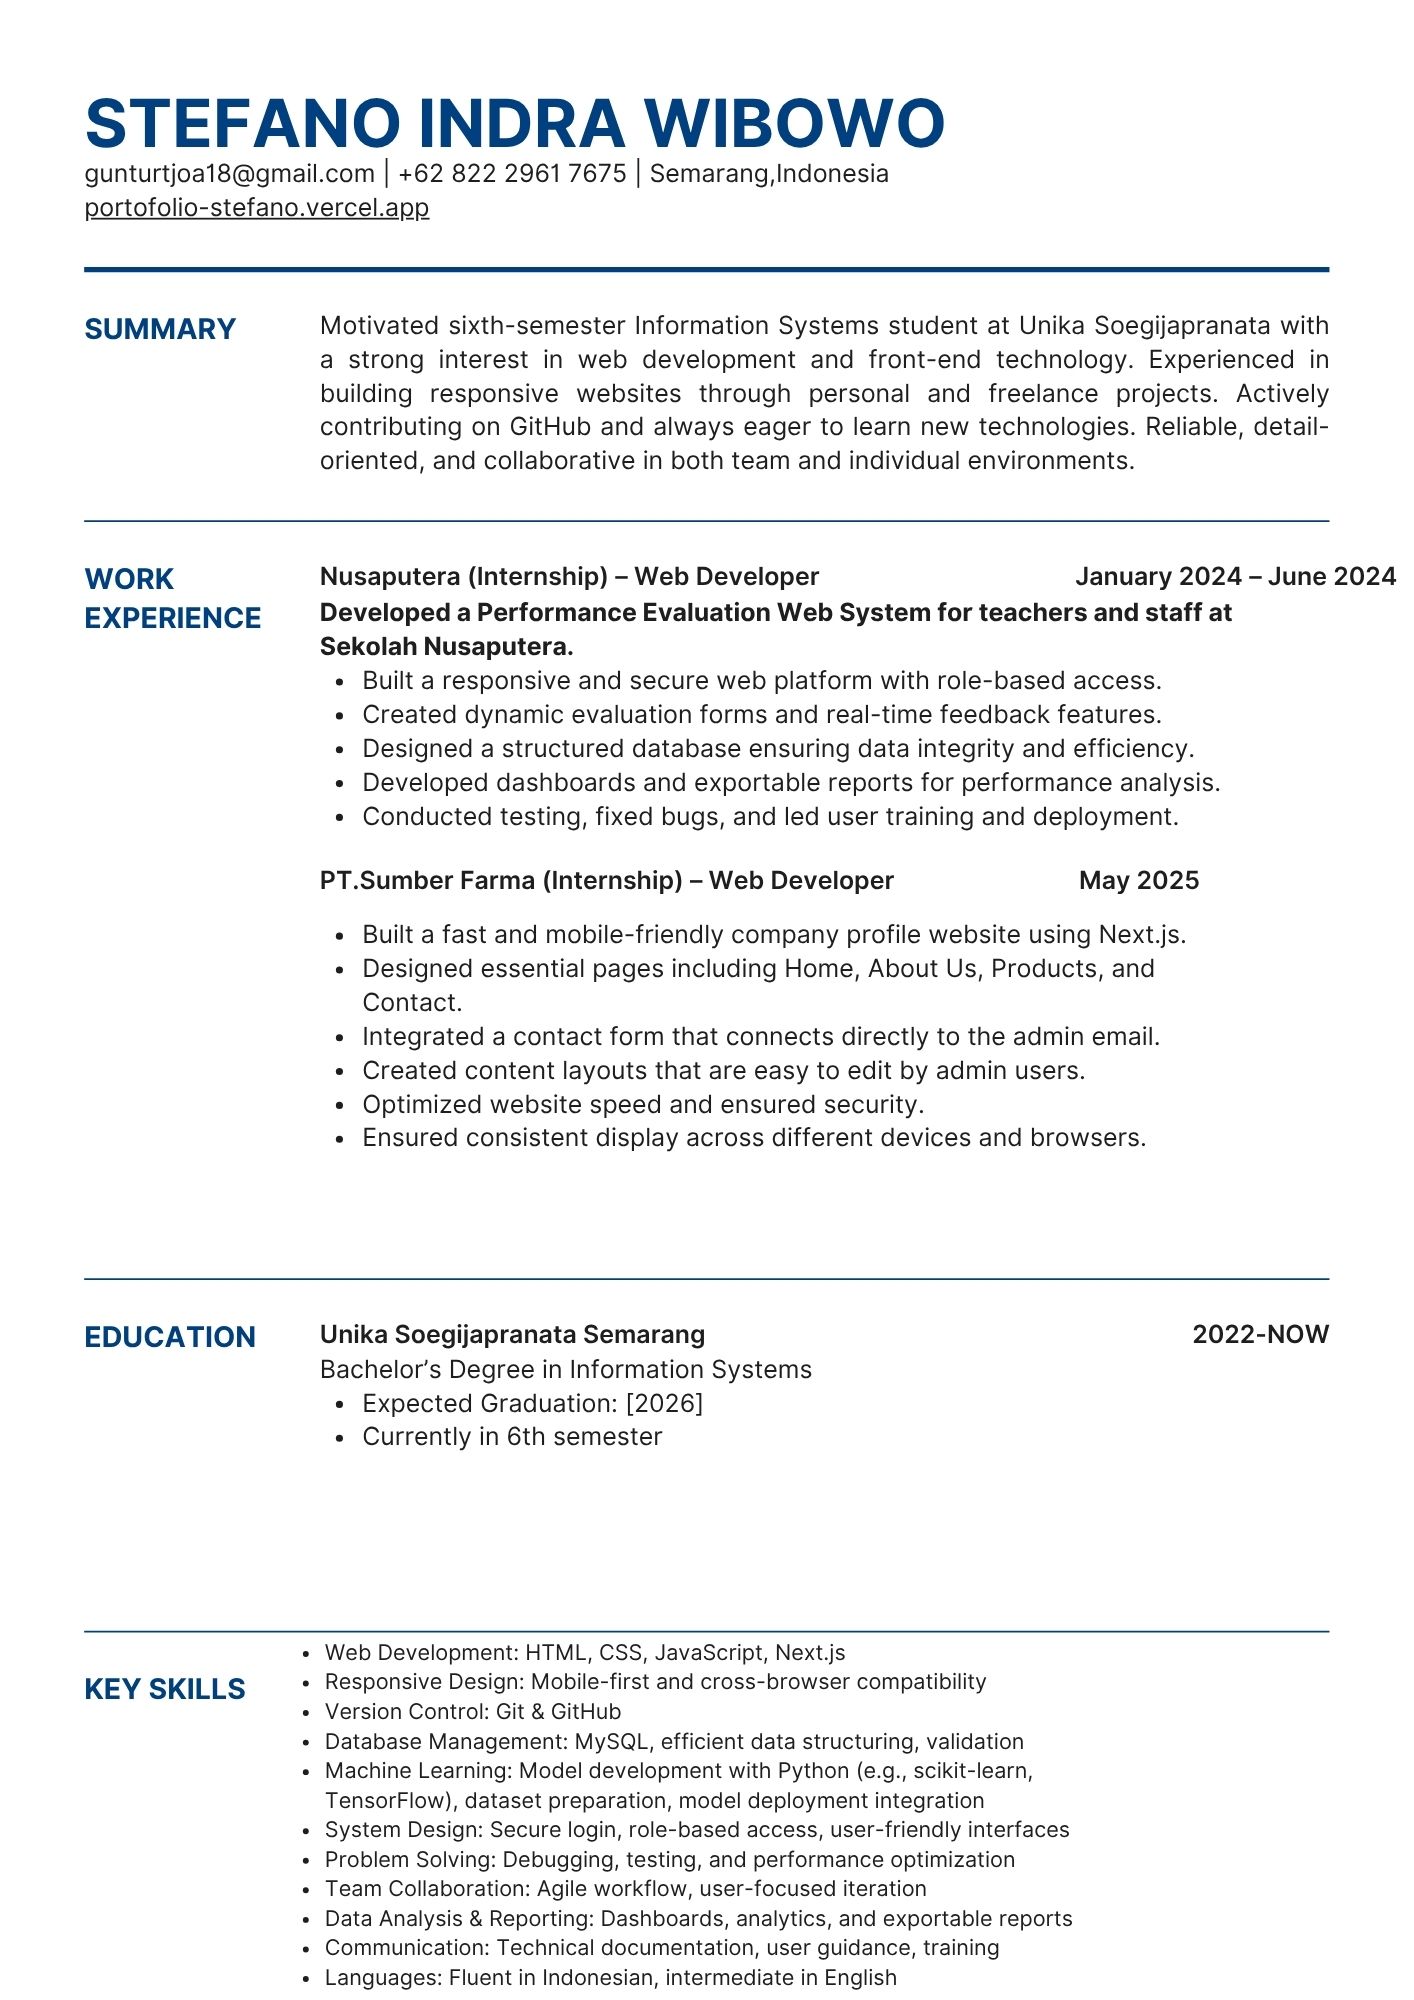 STEFANO INDRA WIBOWO
gunturtjoa18@gmail.com | +62 822 2961 7675 | Semarang,Indonesia
portofolio-stefano.vercel.app
SUMMARY
Motivated sixth-semester Information Systems student at Unika Soegijapranata with
a strong interest in web development and front-end technology. Experienced in
building responsive websites through personal and freelance projects. Actively
contributing on GitHub and always eager to learn new technologies. Reliable, detail-
oriented, and collaborative in both team and individual environments.
WORK
EXPERIENCE
Nusaputera (Internship) – Web Developer January 2024 – June 2024
Developed a Performance Evaluation Web System for teachers and staff at
Sekolah Nusaputera.
• Built a responsive and secure web platform with role-based access.
• Created dynamic evaluation forms and real-time feedback features.
• Designed a structured database ensuring data integrity and efficiency.
• Developed dashboards and exportable reports for performance analysis.
• Conducted testing, fixed bugs, and led user training and deployment.
PT.Sumber Farma (Internship) – Web Developer May 2025
• Built a fast and mobile-friendly company profile website using Next.js.
• Designed essential pages including Home, About Us, Products, and
Contact.
• Integrated a contact form that connects directly to the admin email.
• Created content layouts that are easy to edit by admin users.
• Optimized website speed and ensured security.
• Ensured consistent display across different devices and browsers.
EDUCATION
Unika Soegijapranata Semarang 2022-NOW
Bachelor’s Degree in Information Systems
• Expected Graduation: [2026]
• Currently in 6th semester
KEY SKILLS
• Web Development: HTML, CSS, JavaScript, Next.js
• Responsive Design: Mobile-first and cross-browser compatibility
• Version Control: Git & GitHub
• Database Management: MySQL, efficient data structuring, validation
• Machine Learning: Model development with Python (e.g., scikit-learn,
TensorFlow), dataset preparation, model deployment integration
• System Design: Secure login, role-based access, user-friendly interfaces
• Problem Solving: Debugging, testing, and performance optimization
• Team Collaboration: Agile workflow, user-focused iteration
• Data Analysis & Reporting: Dashboards, analytics, and exportable reports
• Communication: Technical documentation, user guidance, training
• Languages: Fluent in Indonesian, intermediate in English